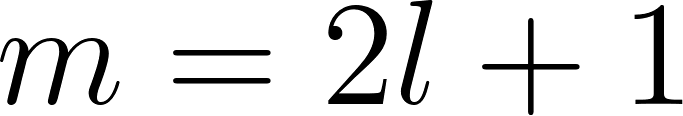 m = 2l + 1